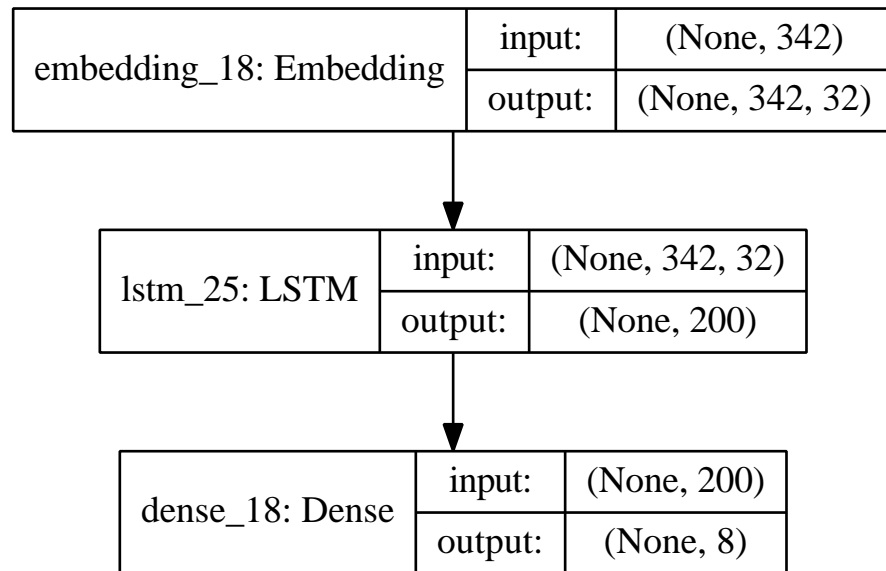 embedding_18: Embedding
input: (None, 342)
output: (None, 342, 32)
lstm_25: LSTM
input: (None, 342, 32)
output: (None, 200)
dense_18: Dense
input: (None, 200)
output: (None, 8)